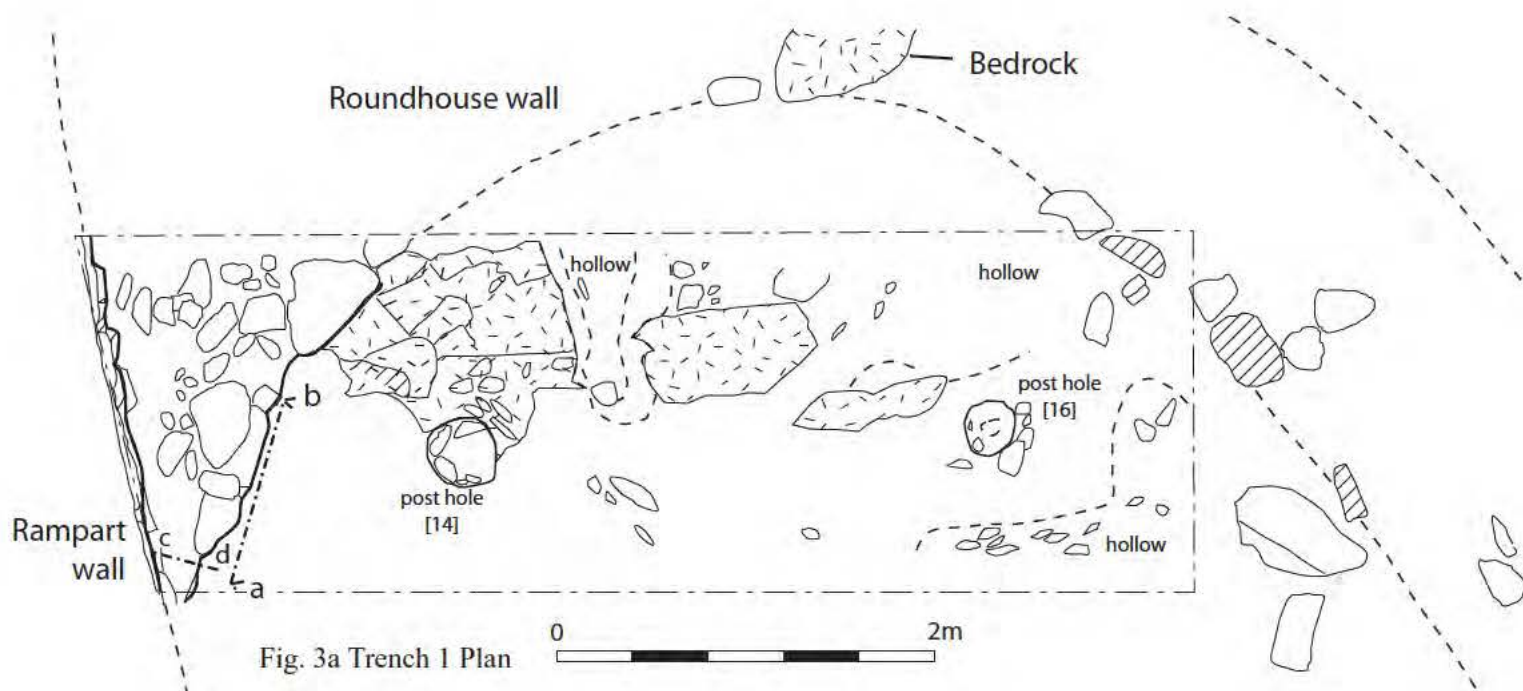 Roundhouse wall
Bedrock
hollow
hollow
b
post hole
[16]
post hole
[14]
Rampart
wall
c
d
a
hollow
0
2m
Fig. 3a Trench 1 Plan